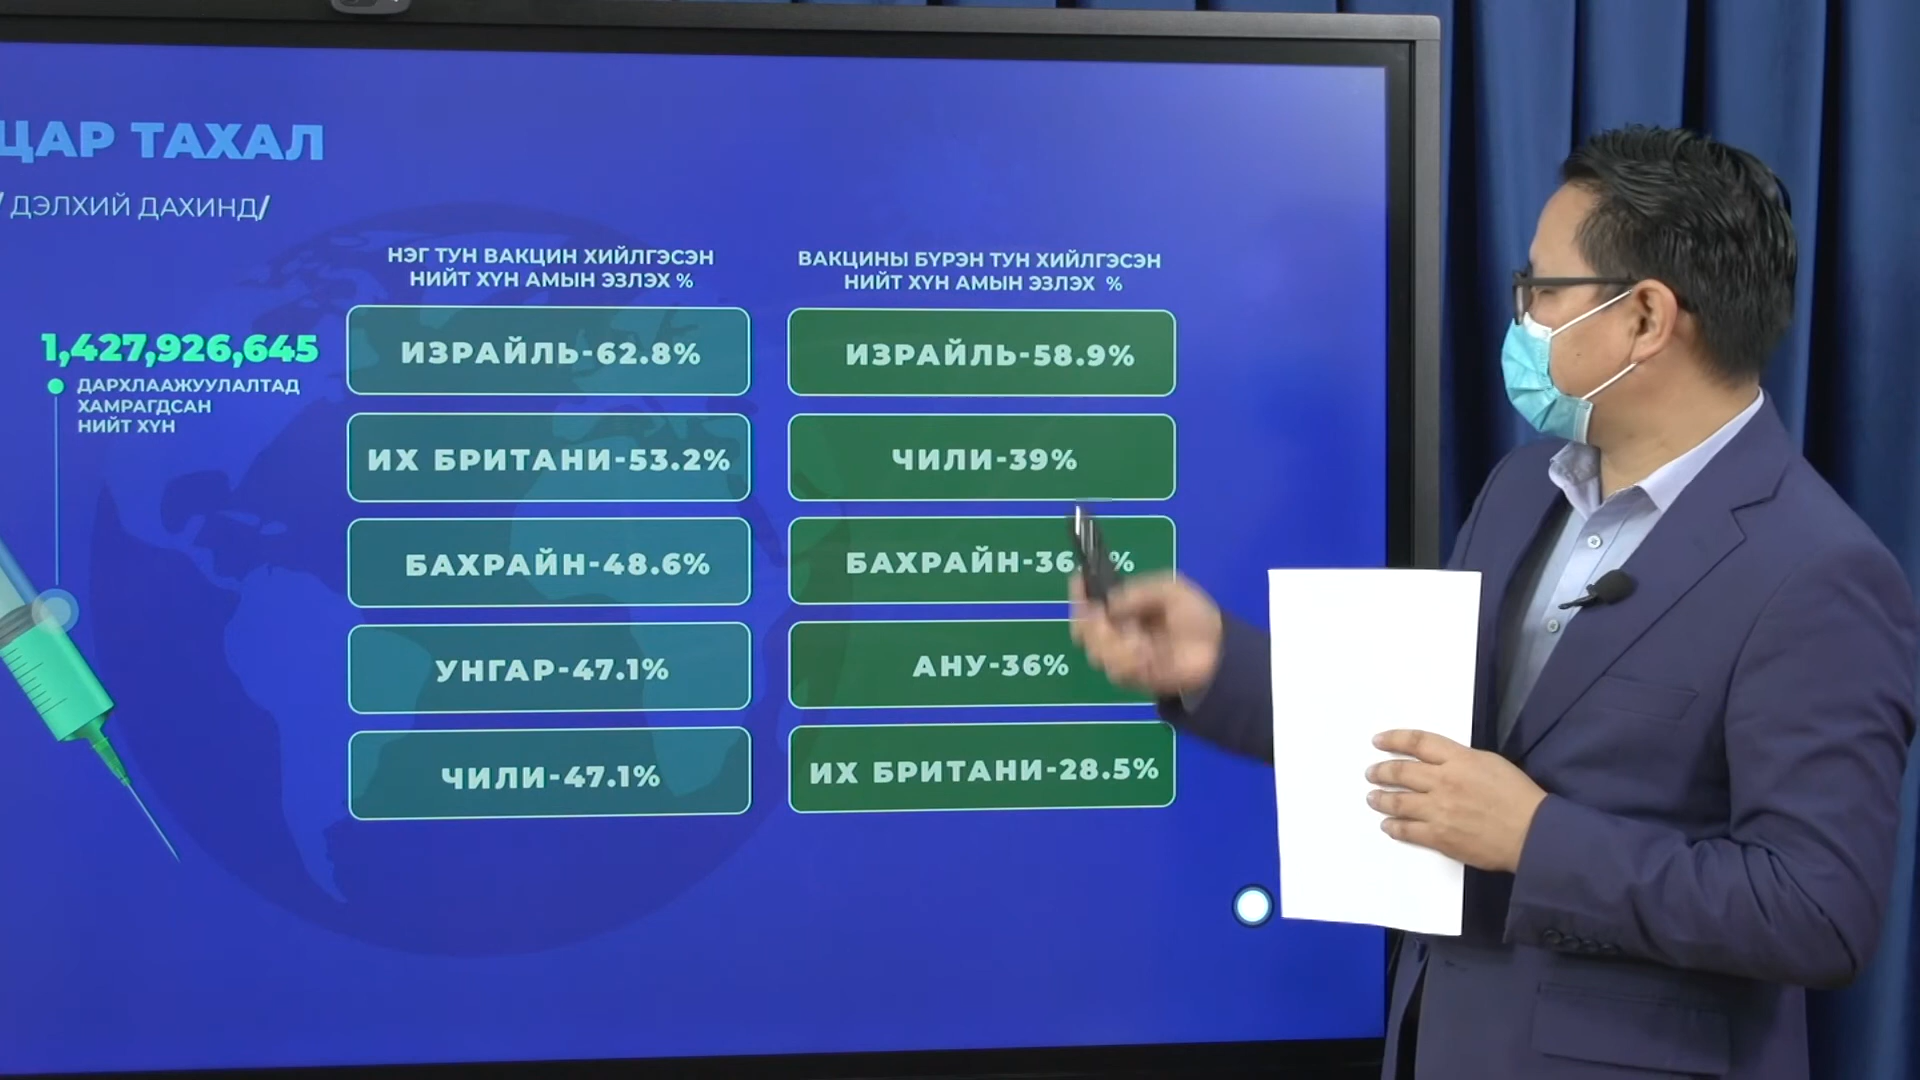 ТАХАЛ
/ДЭЛХИЙ ДАХИНД/
1,427,926,645
ДАРХЛААЖУУЛАЛТАД
ХАМРАГДСАН
НИЙТ ХҮН
НЭГ ТУН ВАКЦИН ХИЙЛГЭСЭН
НИЙТ ХҮН АМЫН ЭЗЛЭХ %
ИЗРАЙЛЬ-62.8%
ИХ БРИТАНИ-53.2%
БАХРАЙН-48.6%
УНГАР-47.1%
ЧИЛИ-47.1%
ВАКЦИНЫ БҮРЭН ТУН ХИЙЛГЭСЭН
НИЙТ ХҮН АМЫН ЭЗЛЭХ %
ИЗРАЙЛЬ-58.9%
ЧИЛИ-39%
БАХРАЙН-
АНУ-36%
ИХ БРИТАНИ-28.5%